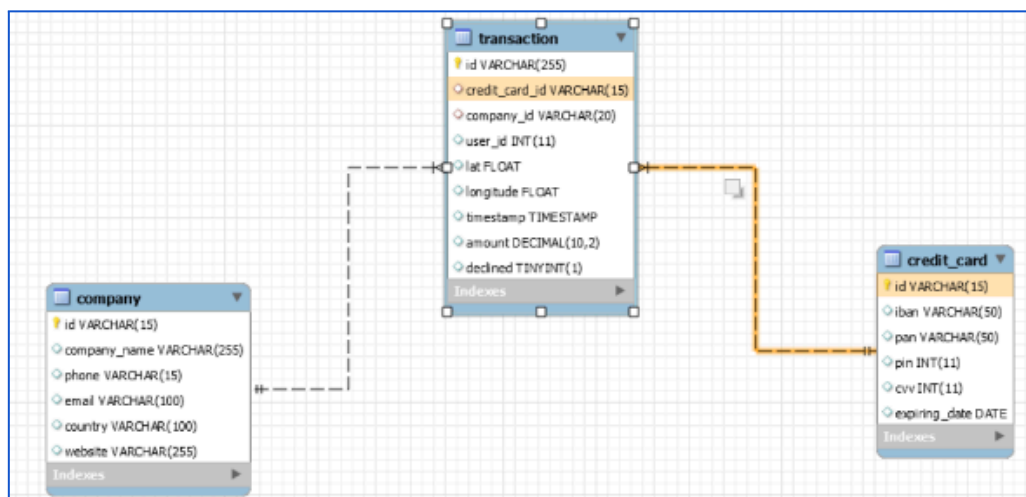 transaction
id VARCHAR(255)
credit_card_id VARCHAR(15)
company_id VARCHAR(20)
user_id INT(11)
lat FLOAT
longitude FLOAT
timestamp TIMESTAMP
amount DECIMAL(10,2)
declined TINYINT(1)
Indexes
company
id VARCHAR(15)
company_name VARCHAR(255)
phone VARCHAR(15)
email VARCHAR(100)
country VARCHAR(100)
website VARCHAR(255)
Indexes
credit_card
id VARCHAR(15)
iban VARCHAR(50)
pan VARCHAR(50)
pin INT(11)
cvv INT(11)
expiring_date DATE
Indexes